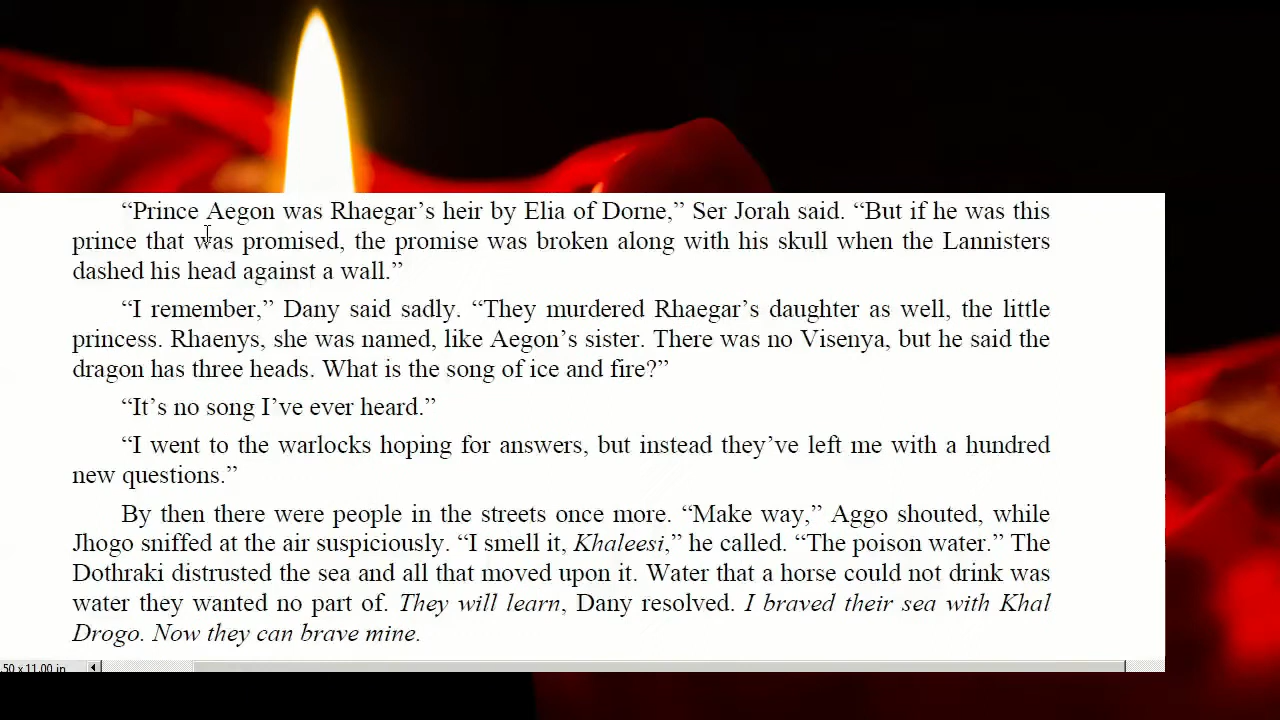 “Prince Aegon was Rhaegar’s heir by Elia of Dorne,” Ser Jorah said. “But if he was this
prince that was promised, the promise was broken along with his skull when the Lannisters
dashed his head against a wall.”
“I remember,” Dany said sadly. “They murdered Rhaegar’s daughter as well, the little
princess. Rhaenys, she was named, like Aegon’s sister. There was no Visenya, but he said the
dragon has three heads. What is the song of ice and fire?”
“It’s no song I’ve ever heard.”
“I went to the warlocks hoping for answers, but instead they’ve left me with a hundred
new questions.”
By then there were people in the streets once more. “Make way,” Aggo shouted, while
Jhogo sniffed at the air suspiciously. “I smell it, Khaleesi,” he called. “The poison water.” The
Dothraki distrusted the sea and all that moved upon it. Water that a horse could not drink was
water they wanted no part of. They will learn, Dany resolved. I braved their sea with Khal
Drogo. Now they can brave mine.
.50 x 11.00 in